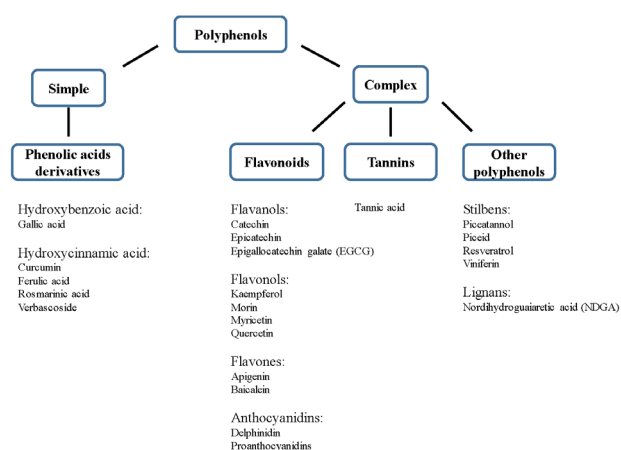 Polyphenols
Simple
Complex
Phenolic acids
derivatives
Flavonoids
Tannins
Other
polyphenols
Hydroxybenzoic acid:
Gallic acid
Hydroxycinnamic acid:
Curcumin
Ferulic acid
Rosmarinic acid
Verbascoside
Flavanols:
Catechin
Epicatechin
Epigallocatechin galate (EGCG)
Flavonols:
Kaempferol
Morin
Myricetin
Quercetin
Flavones:
Apigenin
Baicalein
Anthocyanidins:
Delphinidin
Proanthocyanidins
Tannic acid
Stilbens:
Piceatannol
Piceid
Resveratrol
Viniferin
Lignans:
Nordihydroguaiaretic acid (NDGA)